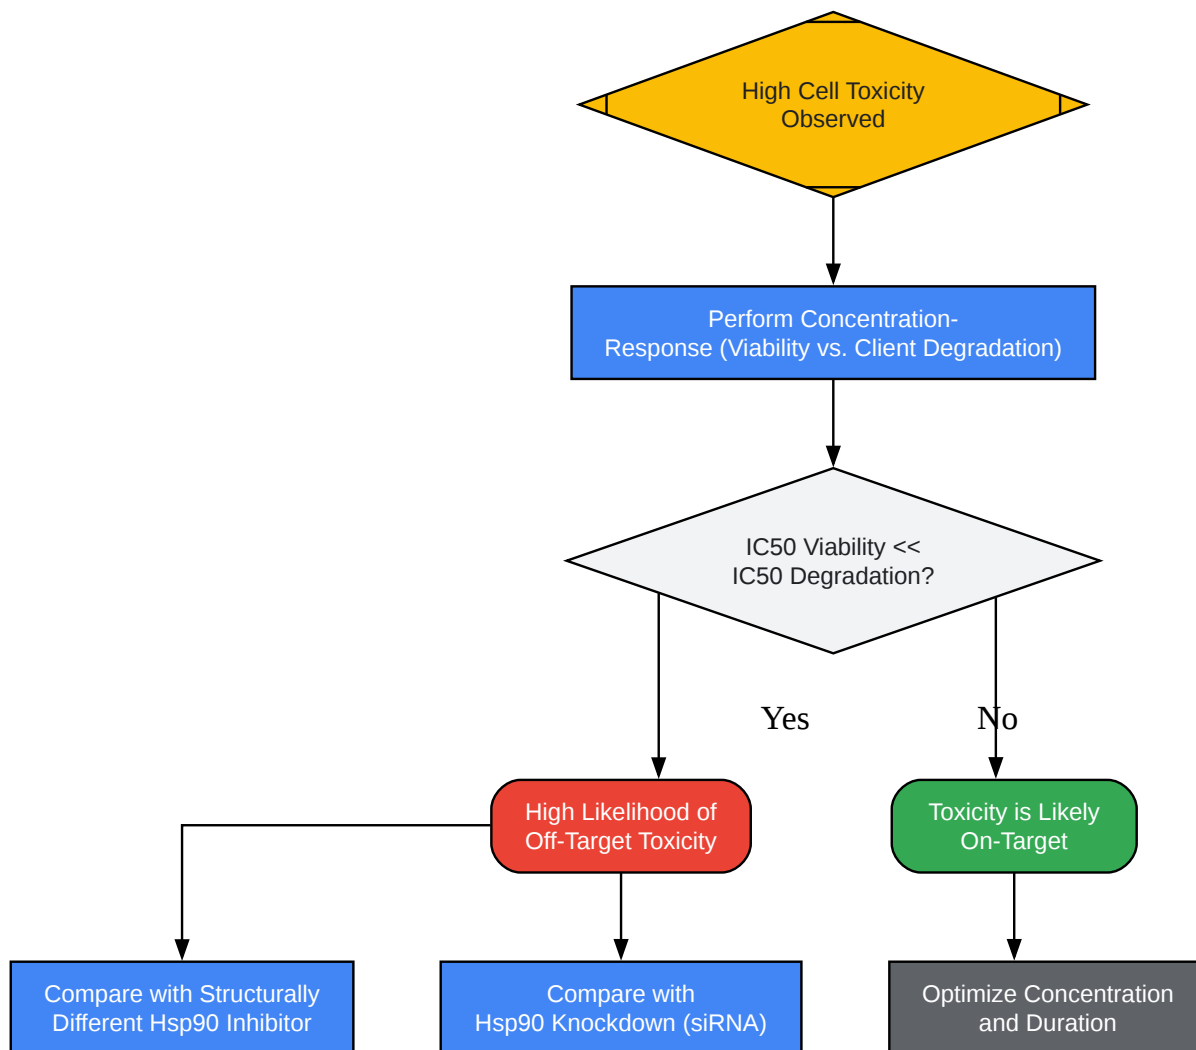 High Cell Toxicity
Observed
Perform Concentration-
Response (Viability vs. Client Degradation)
IC50 Viability <<
IC50 Degradation?
Yes
No
High Likelihood of
Off-Target Toxicity
Toxicity is Likely
On-Target
Compare with Structurally
Different Hsp90 Inhibitor
Compare with
Hsp90 Knockdown (siRNA)
Optimize Concentration
and Duration